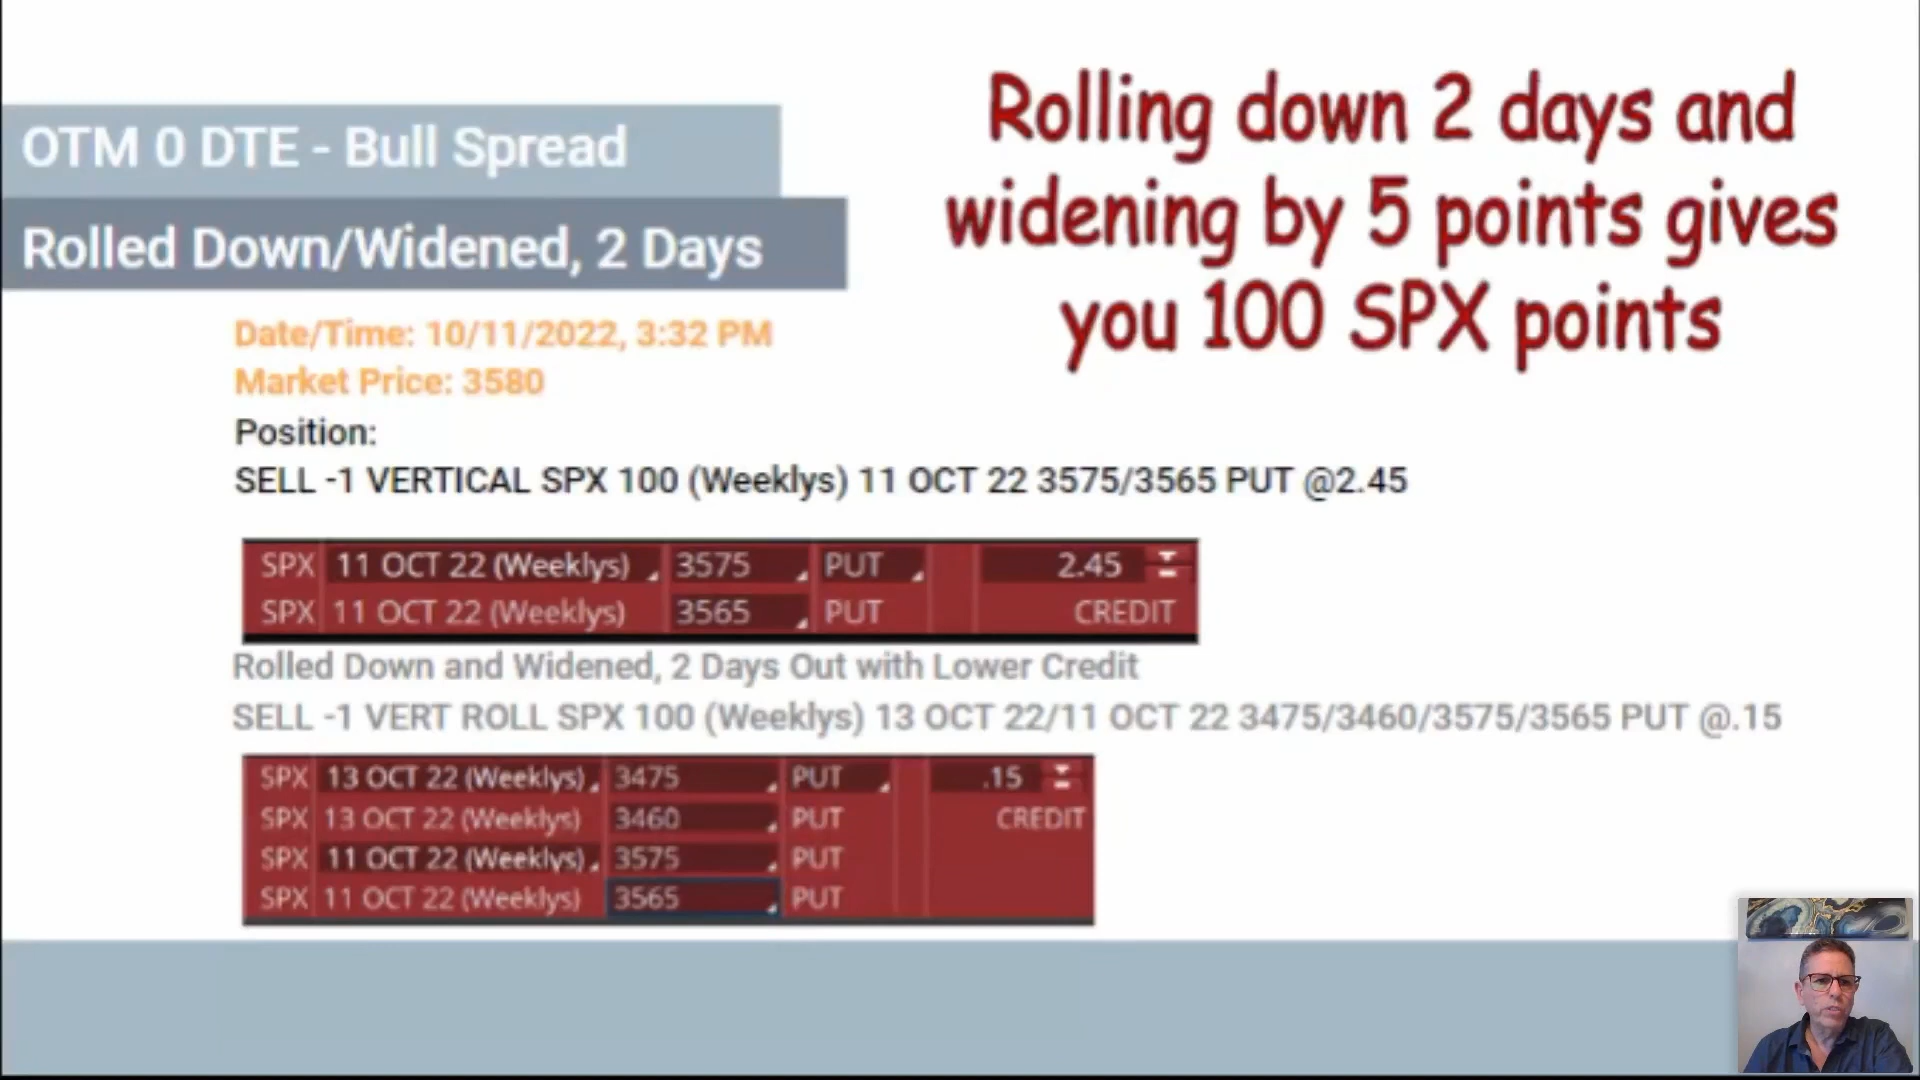 OTM 0 DTE - Bull Spread
Rolled Down/Widened, 2 Days
Rolling down 2 days and
widening by 5 points gives
you 100 SPX points
Date/Time: 10/11/2022, 3:32 PM
Market Price: 3580
Position:
SELL -1 VERTICAL SPX 100 (Weeklys) 11 OCT 22 3575/3565 PUT @2.45
SPX 11 OCT 22 (Weeklys) 3575 PUT 2.45
SPX 11 OCT 22 (Weeklys) 3565 PUT CREDIT
Rolled Down and Widened, 2 Days Out with Lower Credit
SELL -1 VERT ROLL SPX 100 (Weeklys) 13 OCT 22/11 OCT 22 3475/3460/3575/3565 PUT @.15
SPX 13 OCT 22 (Weeklys) 3475 PUT .15
SPX 13 OCT 22 (Weeklys) 3460 PUT CREDIT
SPX 11 OCT 22 (Weeklys) 3575 PUT
SPX 11 OCT 22 (Weeklys) 3565 PUT